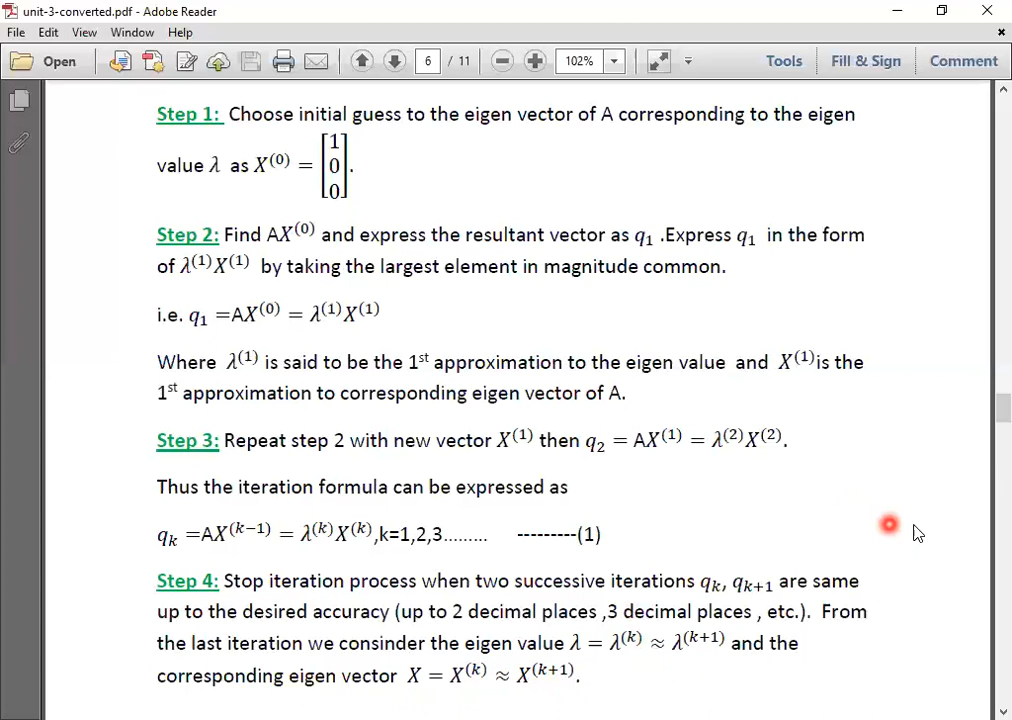 unit-3-converted.pdf - Adobe Reader
File Edit View Window Help
Open 6 / 11 102% Tools Fill & Sign Comment
Step 1: Choose initial guess to the eigen vector of A corresponding to the eigen
value λ as X⁽⁰⁾ = [1 0 0].
Step 2: Find AX⁽⁰⁾ and express the resultant vector as q₁ .Express q₁ in the form
of λ⁽¹⁾X⁽¹⁾ by taking the largest element in magnitude common.
i.e. q₁ =AX⁽⁰⁾ = λ⁽¹⁾X⁽¹⁾
Where λ⁽¹⁾ is said to be the 1ˢᵗ approximation to the eigen value and X⁽¹⁾is the
1ˢᵗ approximation to corresponding eigen vector of A.
Step 3: Repeat step 2 with new vector X⁽¹⁾ then q₂ = AX⁽¹⁾ = λ⁽²⁾X⁽²⁾.
Thus the iteration formula can be expressed as
qₖ =AX⁽ᵏ⁻¹⁾ = λ⁽ᵏ⁾X⁽ᵏ⁾,k=1,2,3......... ---------(1)
Step 4: Stop iteration process when two successive iterations qₖ, qₖ₊₁ are same
up to the desired accuracy (up to 2 decimal places ,3 decimal places , etc.). From
the last iteration we consinder the eigen value λ = λ⁽ᵏ⁾ ≈ λ⁽ᵏ⁺¹⁾ and the
corresponding eigen vector X = X⁽ᵏ⁾ ≈ X⁽ᵏ⁺¹⁾.